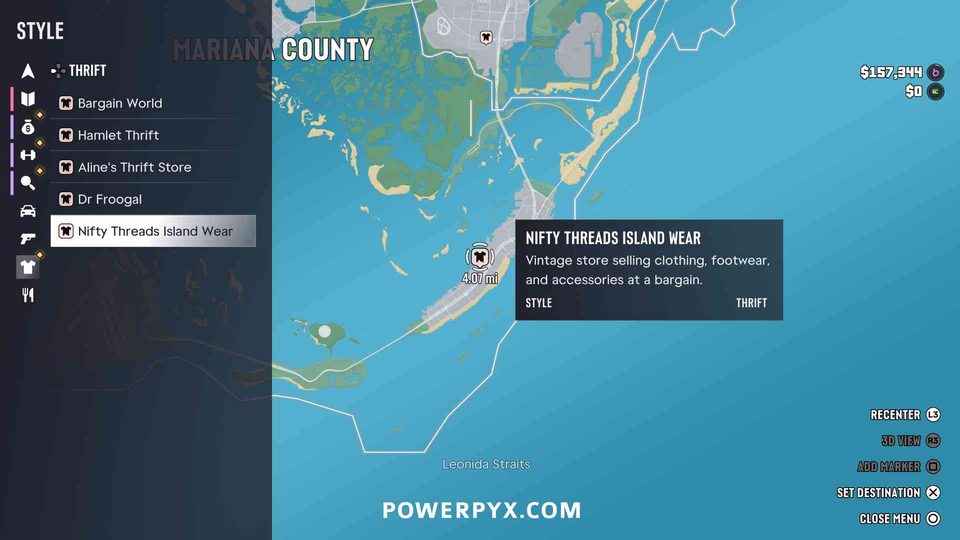 STYLE
MARIANA COUNTY
THRIFT
$157,344
$0
Bargain World
Hamlet Thrift
Aline's Thrift Store
Dr Froogal
Nifty Threads Island Wear
NIFTY THREADS ISLAND WEAR
Vintage store selling clothing, footwear,
and accessories at a bargain.
STYLE THRIFT
4.07 mi
RECENTER L3
3D VIEW R3
ADD MARKER
SET DESTINATION
CLOSE MENU
Leonida Straits
POWERPYX.COM